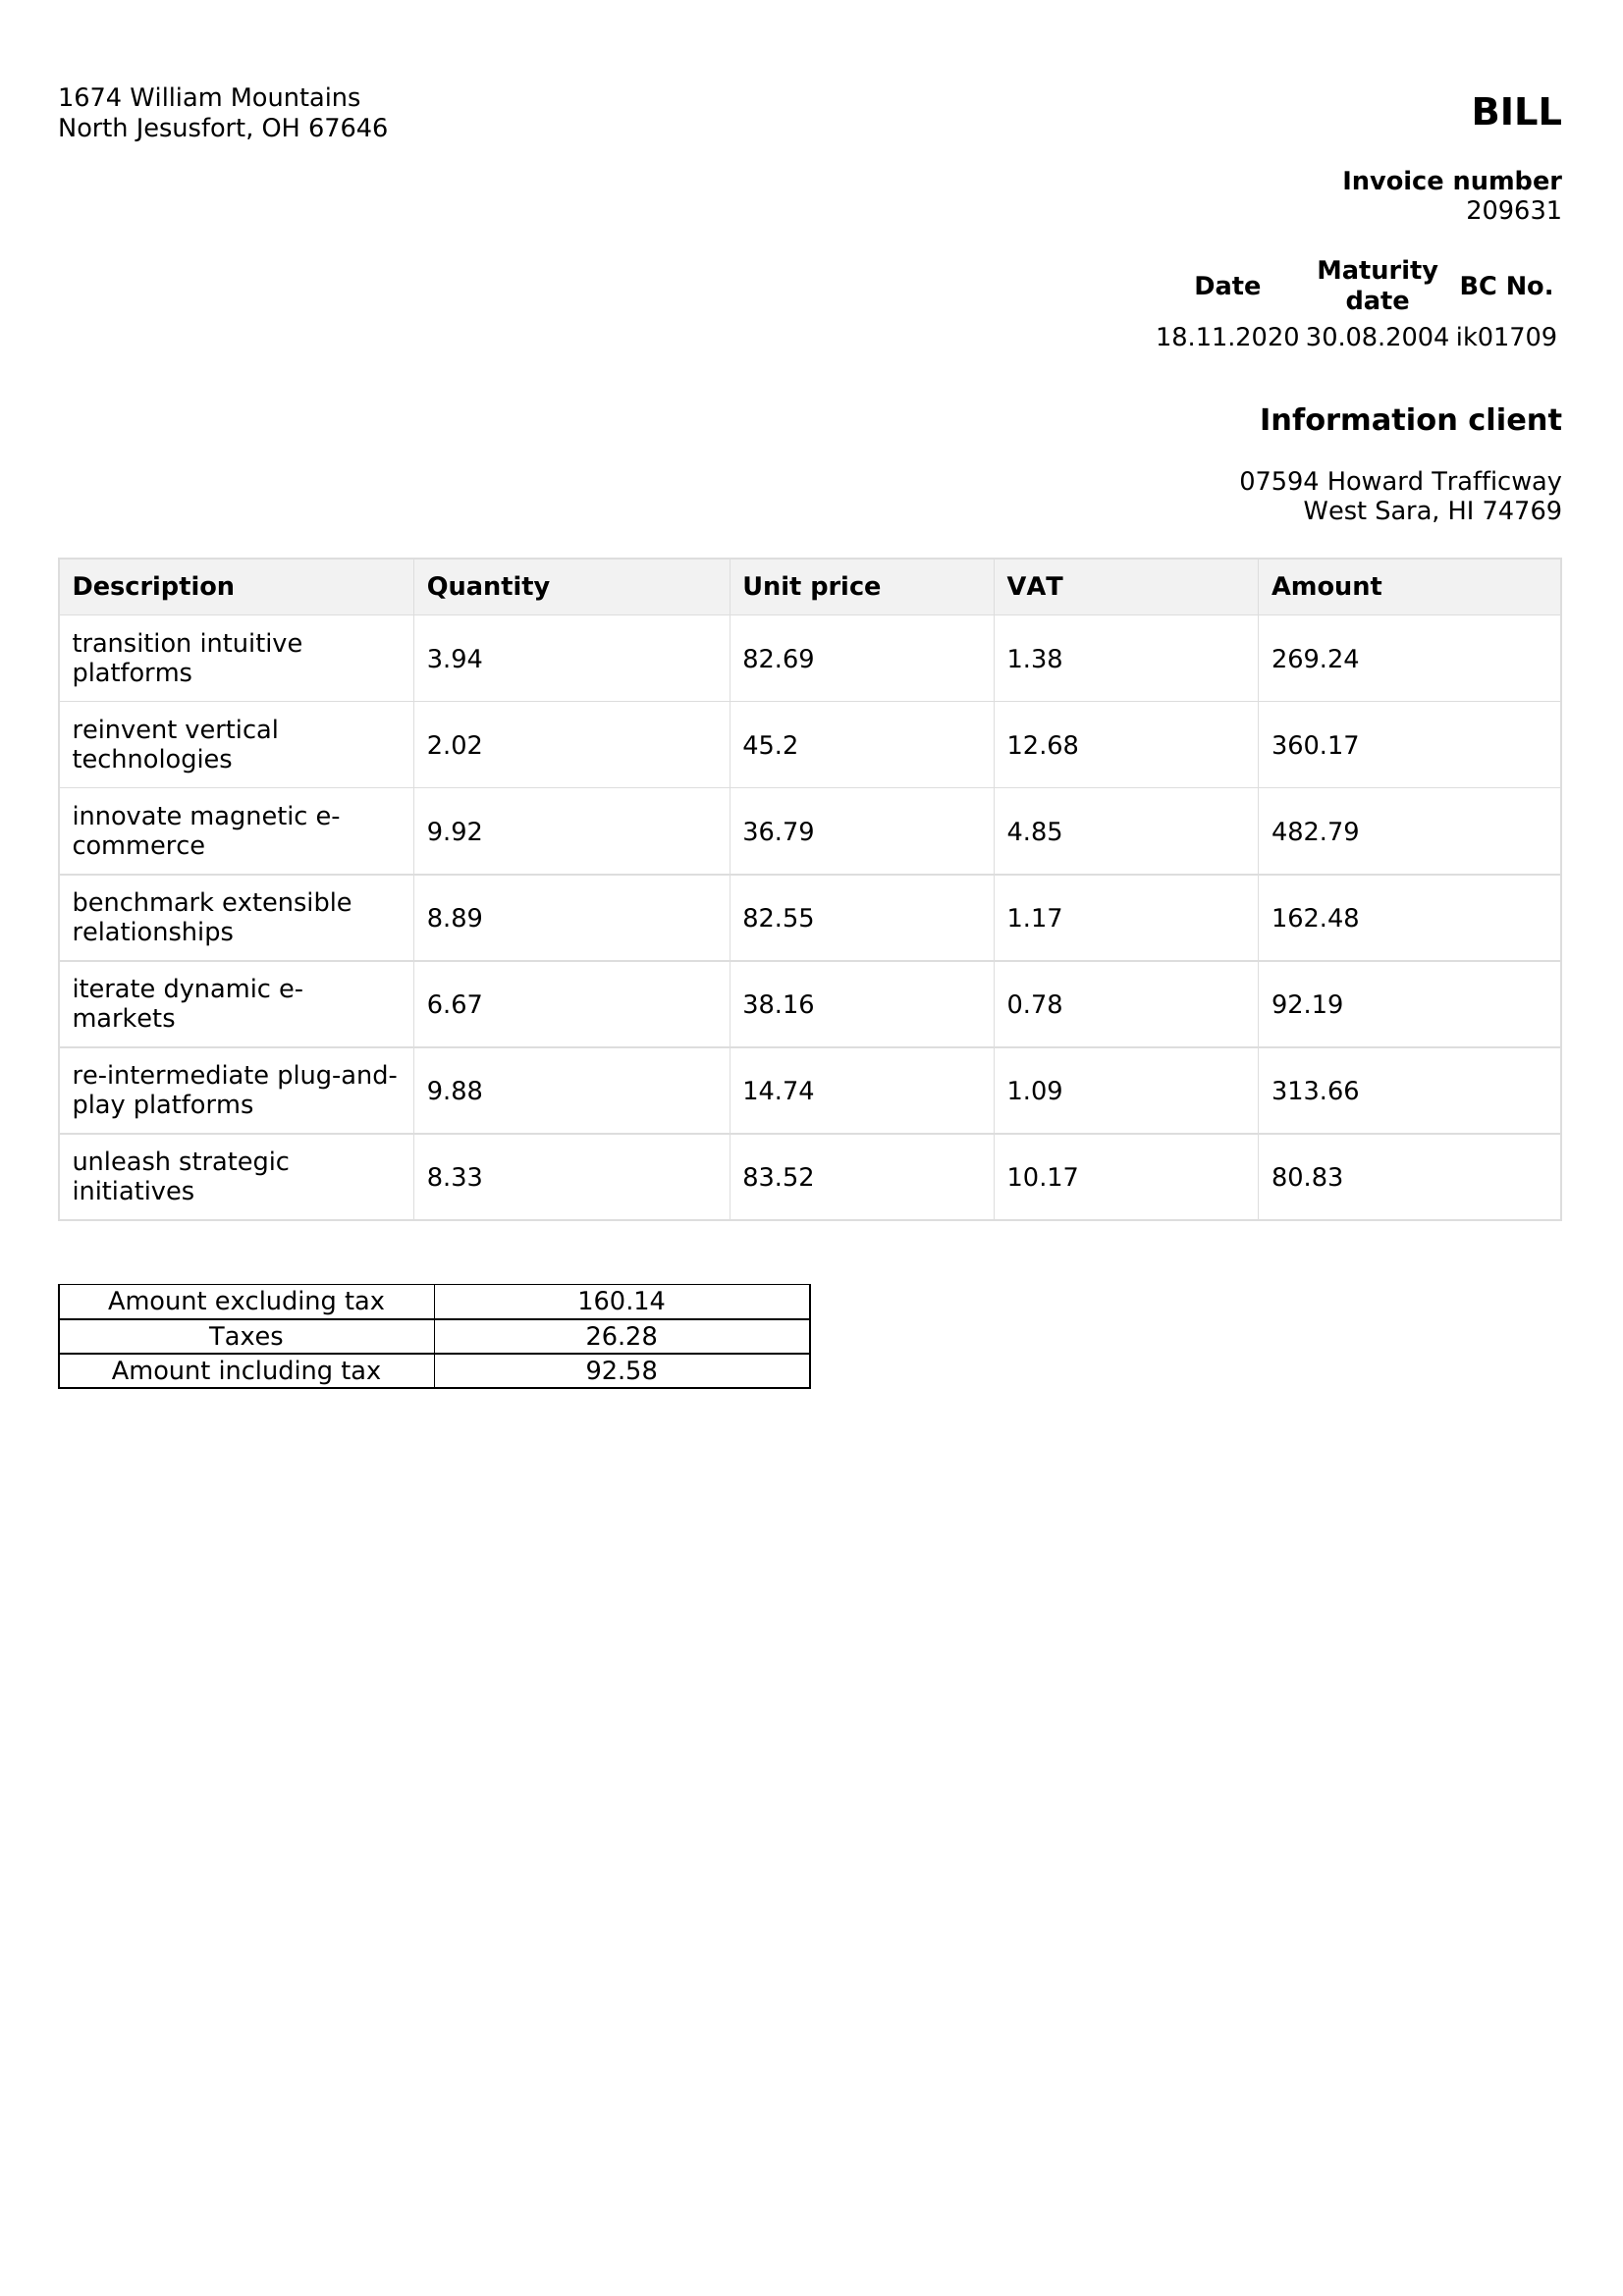 1674 William Mountains
North Jesusfort, OH 67646
BILL
Invoice number
209631
Date Maturity date BC No.
18.11.2020 30.08.2004 ik01709
Information client
07594 Howard Trafficway
West Sara, HI 74769
Description Quantity Unit price VAT Amount
transition intuitive
platforms
3.94 82.69 1.38 269.24
reinvent vertical
technologies
2.02 45.2 12.68 360.17
innovate magnetic e-
commerce
9.92 36.79 4.85 482.79
benchmark extensible
relationships
8.89 82.55 1.17 162.48
iterate dynamic e-
markets
6.67 38.16 0.78 92.19
re-intermediate plug-and-
play platforms
9.88 14.74 1.09 313.66
unleash strategic
initiatives
8.33 83.52 10.17 80.83
Amount excluding tax 160.14
Taxes 26.28
Amount including tax 92.58